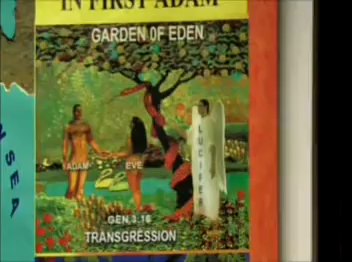 IN FIRST ADAM
GARDEN OF EDEN
ADAM
EVE
LUCIFER
GEN.3.16
TRANSGRESSION
N SEA